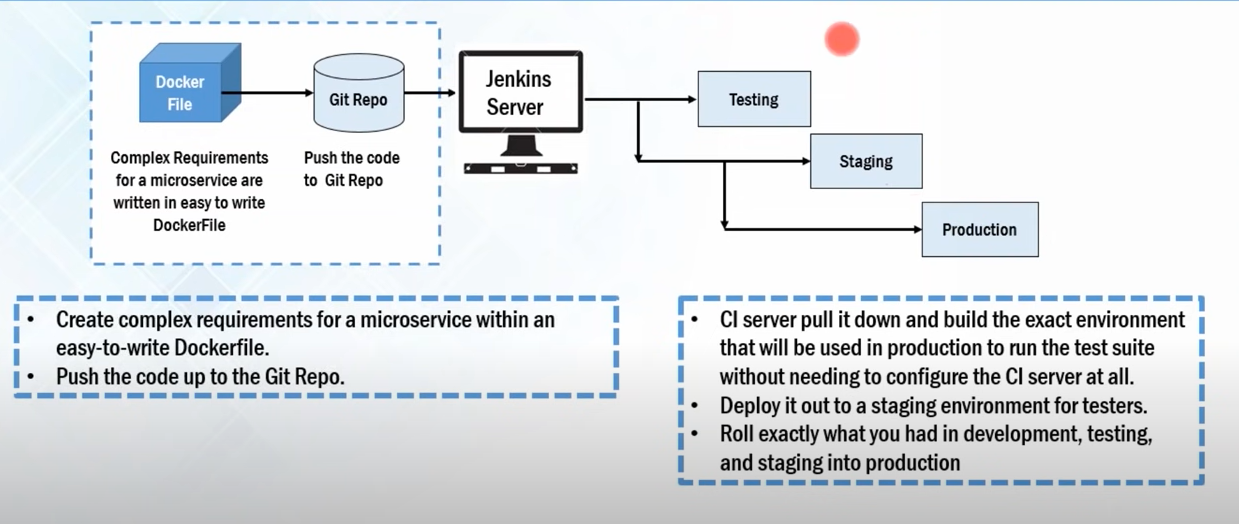 Docker
File
Git Repo
Jenkins
Server
Testing
Staging
Production
Complex Requirements
for a microservice are
written in easy to write
DockerFile
Push the code
to Git Repo
• Create complex requirements for a microservice within an
easy-to-write Dockerfile.
• Push the code up to the Git Repo.
• CI server pull it down and build the exact environment
that will be used in production to run the test suite
without needing to configure the CI server at all.
• Deploy it out to a staging environment for testers.
• Roll exactly what you had in development, testing,
and staging into production